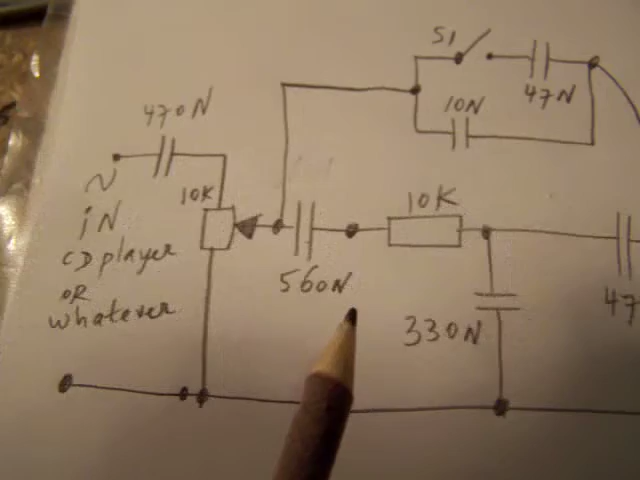 S1
47N
10N
470N
~
10K
iN
CD player
OR
whatever
560N
10K
330N
47